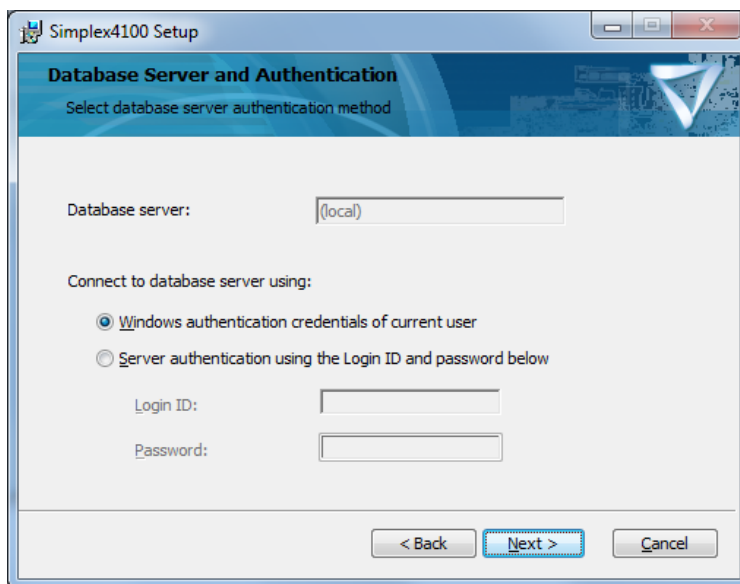 Simplex4100 Setup
Database Server and Authentication
Select database server authentication method
Database server: (local)
Connect to database server using:
Windows authentication credentials of current user
Server authentication using the Login ID and password below
Login ID:
Password:
< Back Next > Cancel